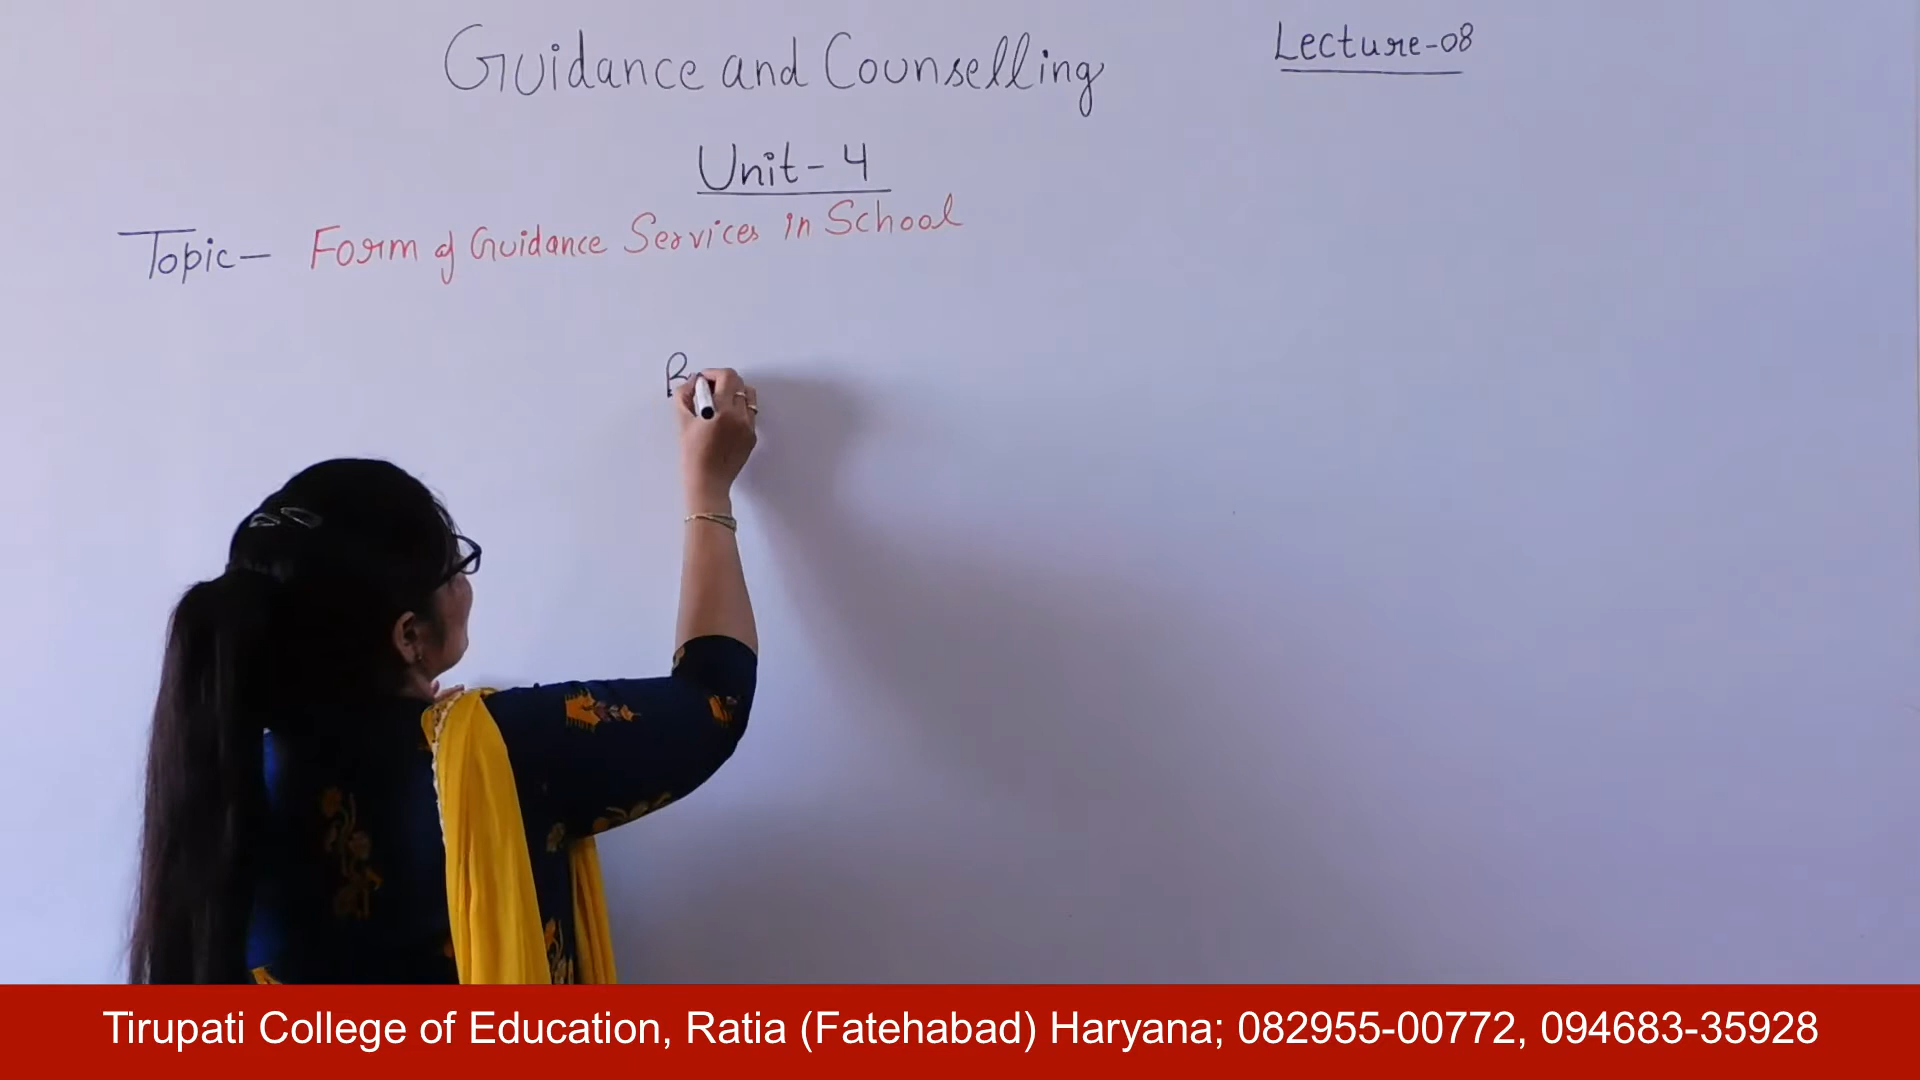 Guidance and Counselling
Lecture-08
Unit-4
Topic- Form of Guidance Services in School
Tirupati College of Education, Ratia (Fatehabad) Haryana; 082955-00772, 094683-35928